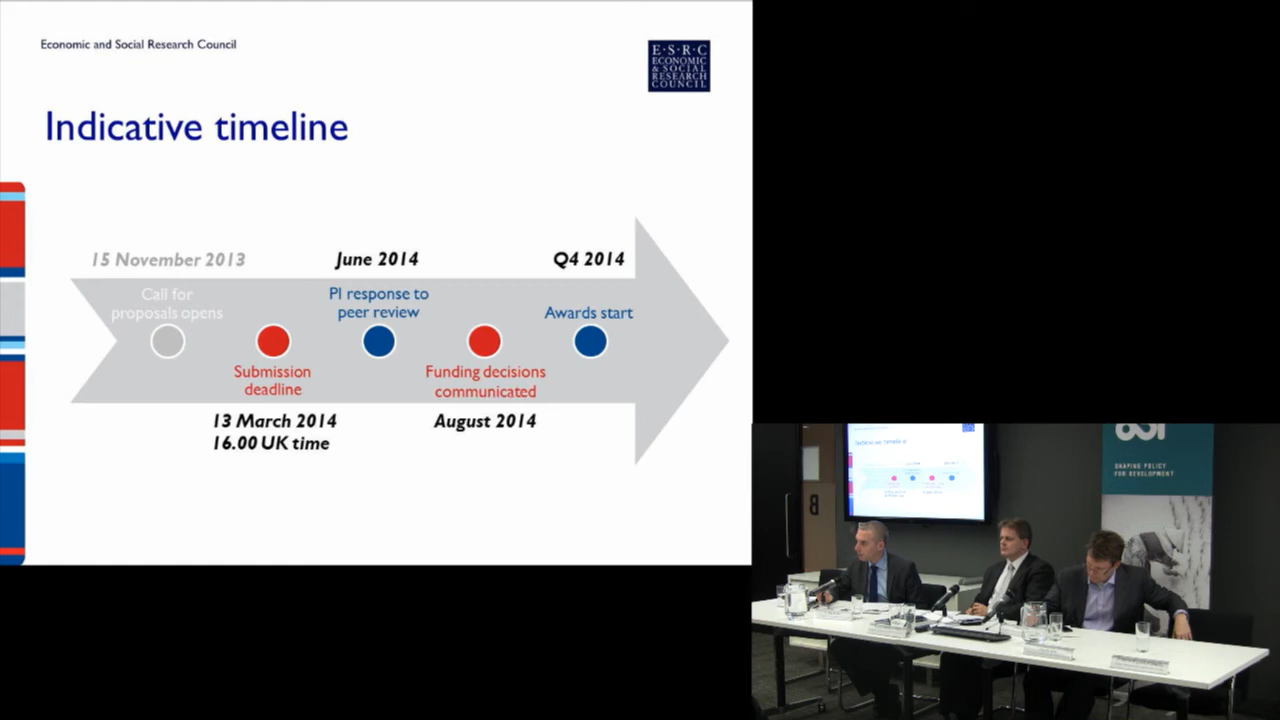 Economic and Social Research Council
E·S·R·C
ECONOMIC
& SOCIAL
RESEARCH
COUNCIL
Indicative timeline
15 November 2013
June 2014
Q4 2014
Call for
proposals opens
PI response to
peer review
Awards start
Submission
deadline
Funding decisions
communicated
13 March 2014
16.00 UK time
August 2014
SHAPING POLICY
FOR DEVELOPMENT
B